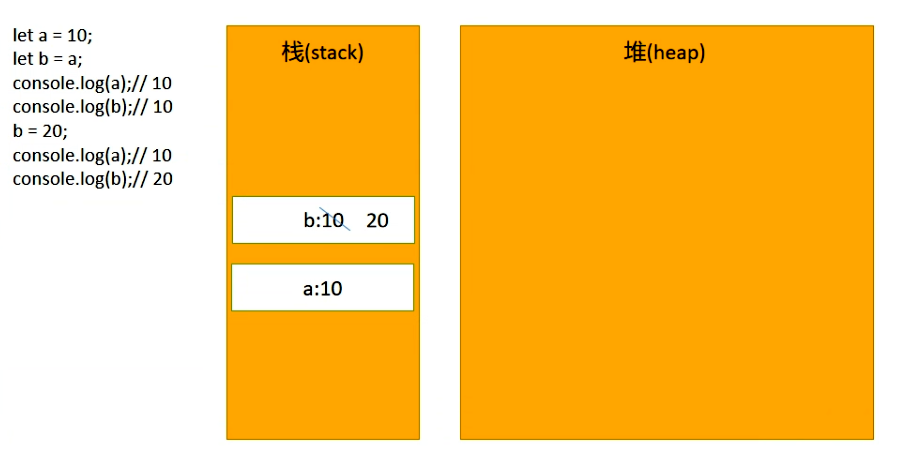 let a = 10;
let b = a;
console.log(a);// 10
console.log(b);// 10
b = 20;
console.log(a);// 10
console.log(b);// 20
栈(stack)
b:10 20
a:10
堆(heap)